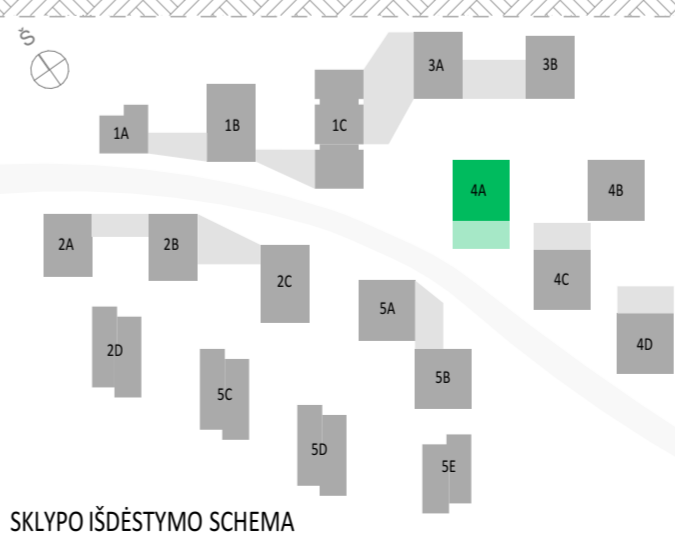 Š
3A
3B
1A
1B
1C
4A
4B
2A
2B
2C
4C
5A
4D
2D
5B
5C
5D
5E
SKLYPO IŠDĖSTYMO SCHEMA